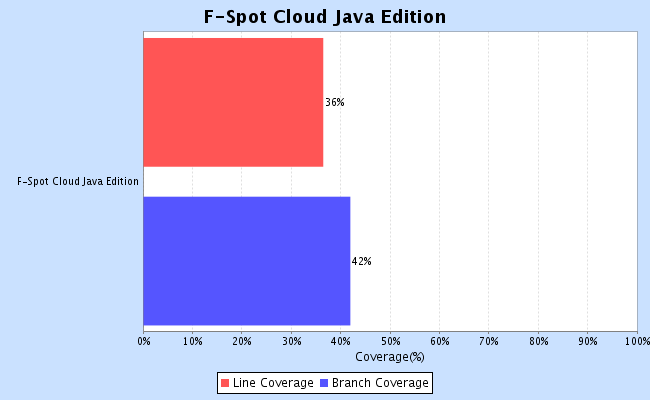 F-Spot Cloud Java Edition
36%
F-Spot Cloud Java Edition
42%
0% 10% 20% 30% 40% 50% 60% 70% 80% 90% 100%
Coverage(%)
Line Coverage Branch Coverage